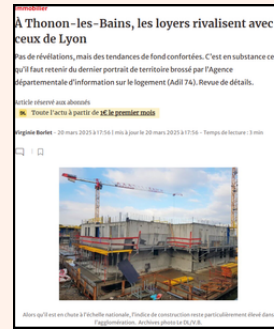 Immobilier
À Thonon-les-Bains, les loyers rivalisent avec
ceux de Lyon
Pas de révélations, mais des tendances de fond confortées. C'est en substance ce
qu'il faut retenir du dernier portrait de territoire brossé par l'Agence
départementale d'information sur le logement (Adil 74). Revue de détails.
Article réservé aux abonnés
Toute l'actu à partir de 1€ le premier mois
Virginie Borlet - 20 mars 2025 à 17:56 | mis à jour le 20 mars 2025 à 17:56 - Temps de lecture : 3 min
Alors qu'il est en chute à l'échelle nationale, l'indice de construction reste particulièrement élevé dans
l'agglomération. Archives photo Le DL/V.B.